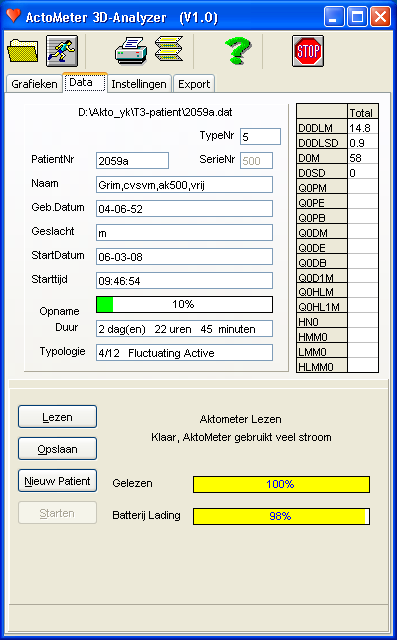 ActoMeter 3D-Analyzer (V1.0)
STOP
Grafieken Data Instellingen Export
D:\Akto_yk\T3-patient\2059a.dat
TypeNr 5
PatientNr 2059a SerieNr 500
Naam Grim,cvsvm,ak500,vrij
Geb.Datum 04-06-52
Geslacht m
StartDatum 06-03-08
Starttijd 09:46:54
Opname 10%
Duur 2 dag(en) 22 uren 45 minuten
Typologie 4/12 Fluctuating Active
Total
D0DLM 14.8
D0DLSD 0.9
D0M 58
D0SD 0
Q0PM
Q0PE
Q0PB
Q0DM
Q0DE
Q0DB
Q0D1M
Q0HLM
Q0HL1M
HN0
HMM0
LMM0
HLMM0
Lezen
Opslaan
Nieuw Patient
Starten
Aktometer Lezen
Klaar, AktoMeter gebruikt veel stroom
Gelezen 100%
Batterij Lading 98%